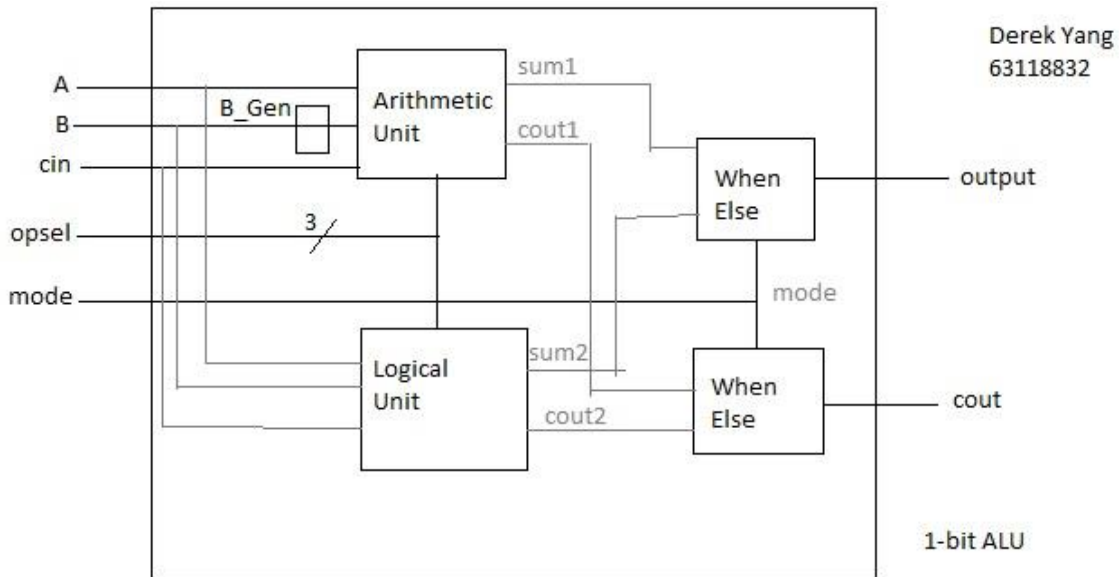 Derek Yang
63118832
A
B
cin
opsel
mode
B_Gen
3
Arithmetic
Unit
sum1
cout1
When
Else
output
mode
Logical
Unit
sum2
cout2
When
Else
cout
1-bit ALU